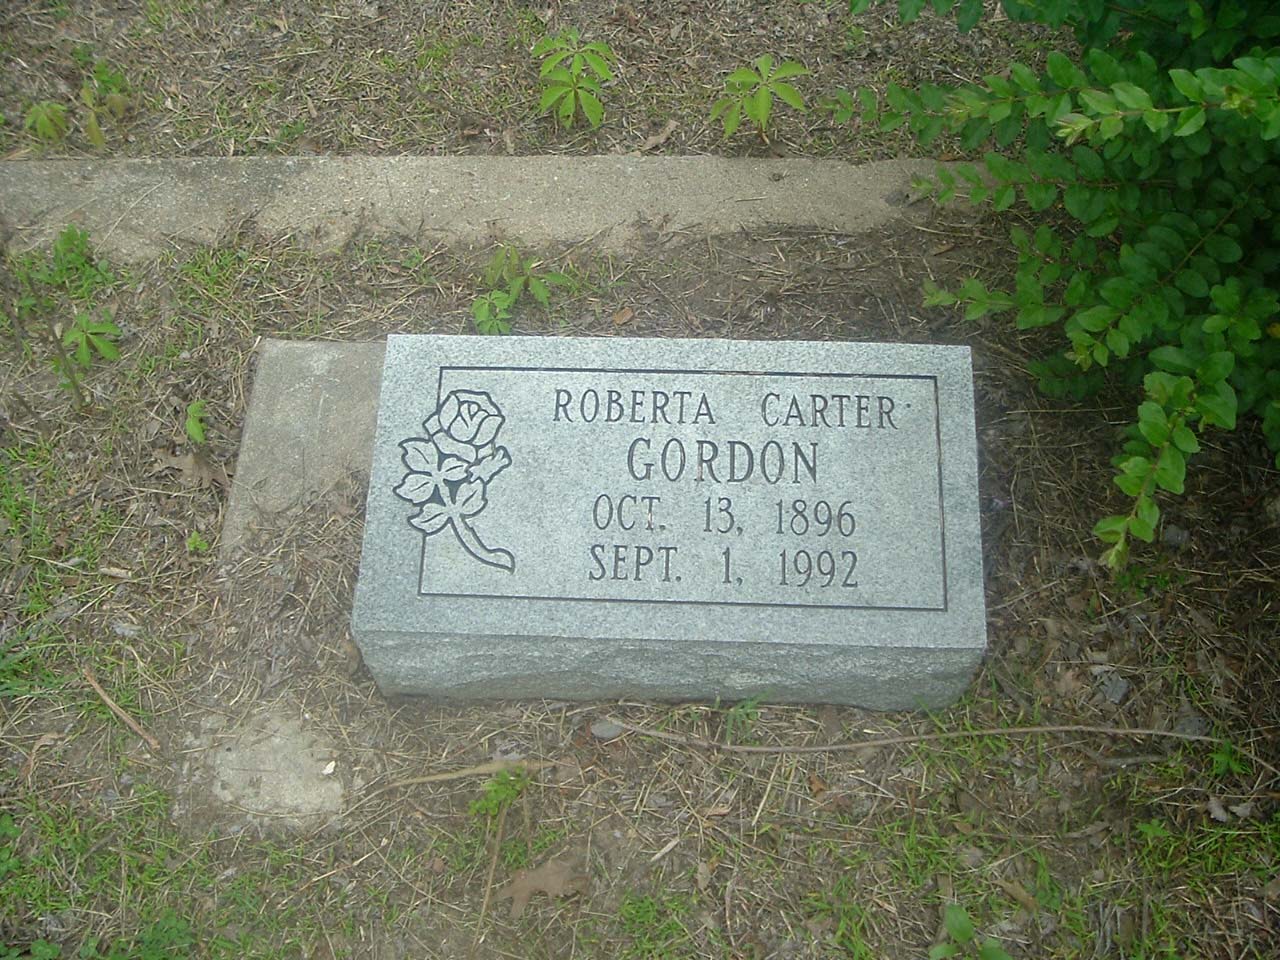 ROBERTA CARTER
GORDON
OCT. 13, 1896
SEPT. 1, 1992